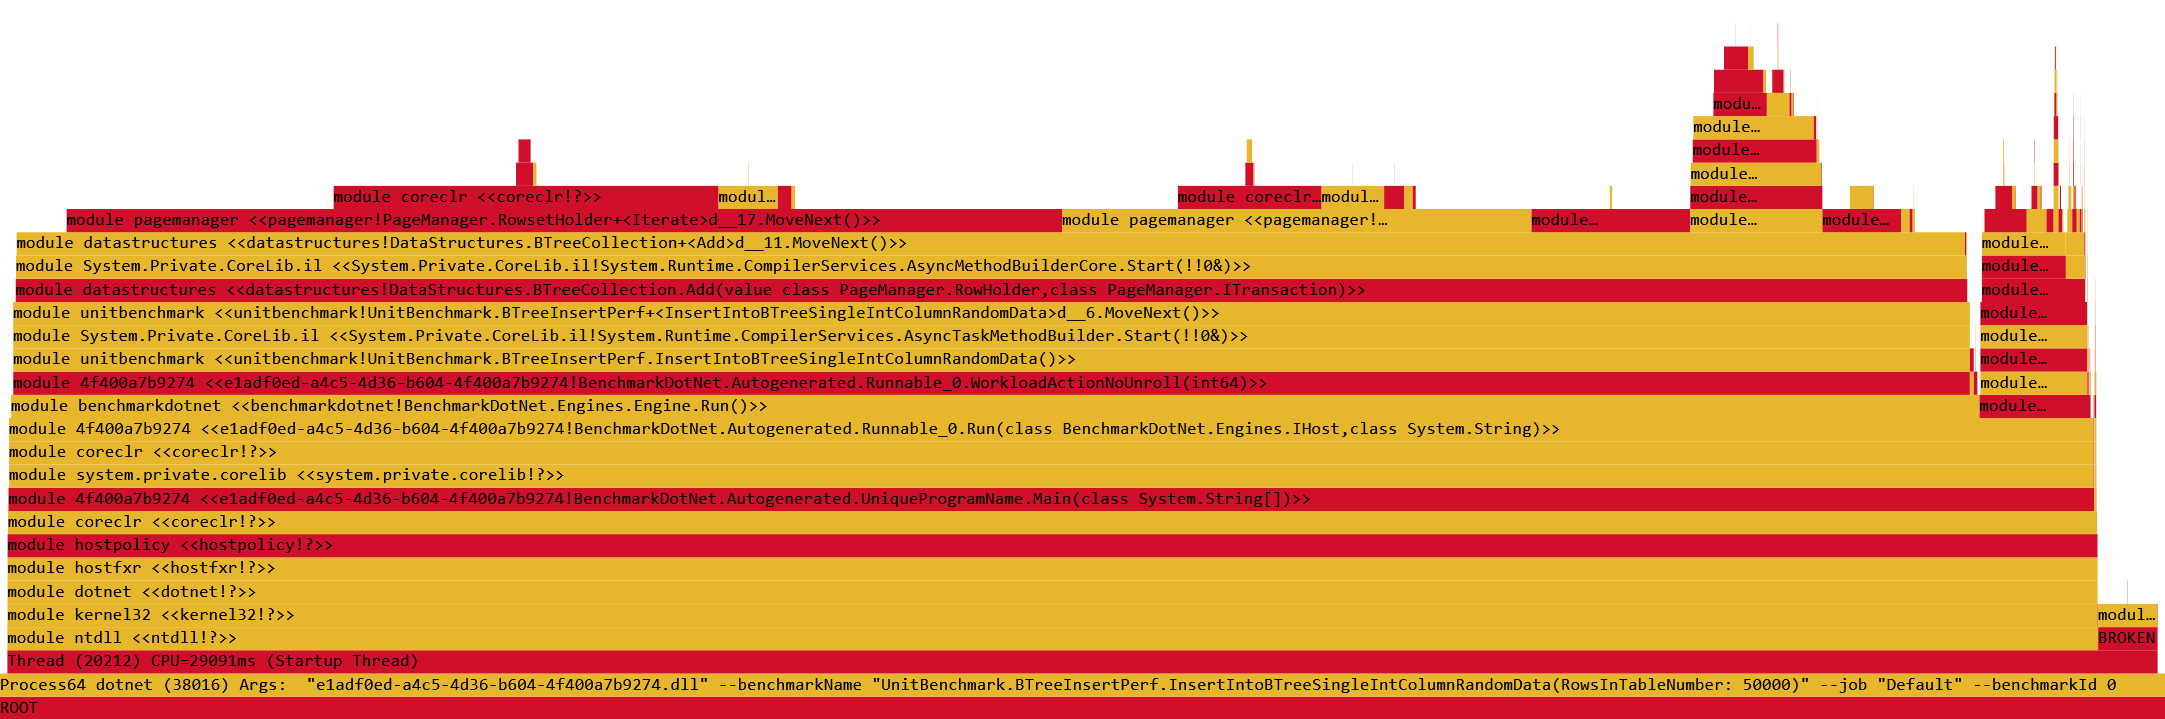 modu…
module…
module…
module…
module coreclr <<coreclr!?>> modul… module coreclr… modul… module…
module pagemanager <<pagemanager!PageManager.RowsetHolder+<Iterate>d__17.MoveNext()>> module pagemanager <<pagemanager!… module… module… module…
module datastructures <<datastructures!DataStructures.BTreeCollection+<Add>d__11.MoveNext()>> module…
module System.Private.CoreLib.il <<System.Private.CoreLib.il!System.Runtime.CompilerServices.AsyncMethodBuilderCore.Start(!!0&)>> module…
module datastructures <<datastructures!DataStructures.BTreeCollection.Add(value class PageManager.RowHolder,class PageManager.ITransaction)>> module…
module unitbenchmark <<unitbenchmark!UnitBenchmark.BTreeInsertPerf+<InsertIntoBTreeSingleIntColumnRandomData>d__6.MoveNext()>> module…
module System.Private.CoreLib.il <<System.Private.CoreLib.il!System.Runtime.CompilerServices.AsyncTaskMethodBuilder.Start(!!0&)>> module…
module unitbenchmark <<unitbenchmark!UnitBenchmark.BTreeInsertPerf.InsertIntoBTreeSingleIntColumnRandomData()>> module…
module 4f400a7b9274 <<e1adf0ed-a4c5-4d36-b604-4f400a7b9274!BenchmarkDotNet.Autogenerated.Runnable_0.WorkloadActionNoUnroll(int64)>> module…
module benchmarkdotnet <<benchmarkdotnet!BenchmarkDotNet.Engines.Engine.Run()>> module…
module 4f400a7b9274 <<e1adf0ed-a4c5-4d36-b604-4f400a7b9274!BenchmarkDotNet.Autogenerated.Runnable_0.Run(class BenchmarkDotNet.Engines.IHost,class System.String)>>
module coreclr <<coreclr!?>>
module system.private.corelib <<system.private.corelib!?>>
module 4f400a7b9274 <<e1adf0ed-a4c5-4d36-b604-4f400a7b9274!BenchmarkDotNet.Autogenerated.UniqueProgramName.Main(class System.String[])>>
module coreclr <<coreclr!?>>
module hostpolicy <<hostpolicy!?>>
module hostfxr <<hostfxr!?>>
module dotnet <<dotnet!?>>
module kernel32 <<kernel32!?>> modul…
module ntdll <<ntdll!?>> BROKEN
Thread (20212) CPU=29091ms (Startup Thread)
Process64 dotnet (38016) Args:  "e1adf0ed-a4c5-4d36-b604-4f400a7b9274.dll" --benchmarkName "UnitBenchmark.BTreeInsertPerf.InsertIntoBTreeSingleIntColumnRandomData(RowsInTableNumber: 50000)" --job "Default" --benchmarkId 0
ROOT